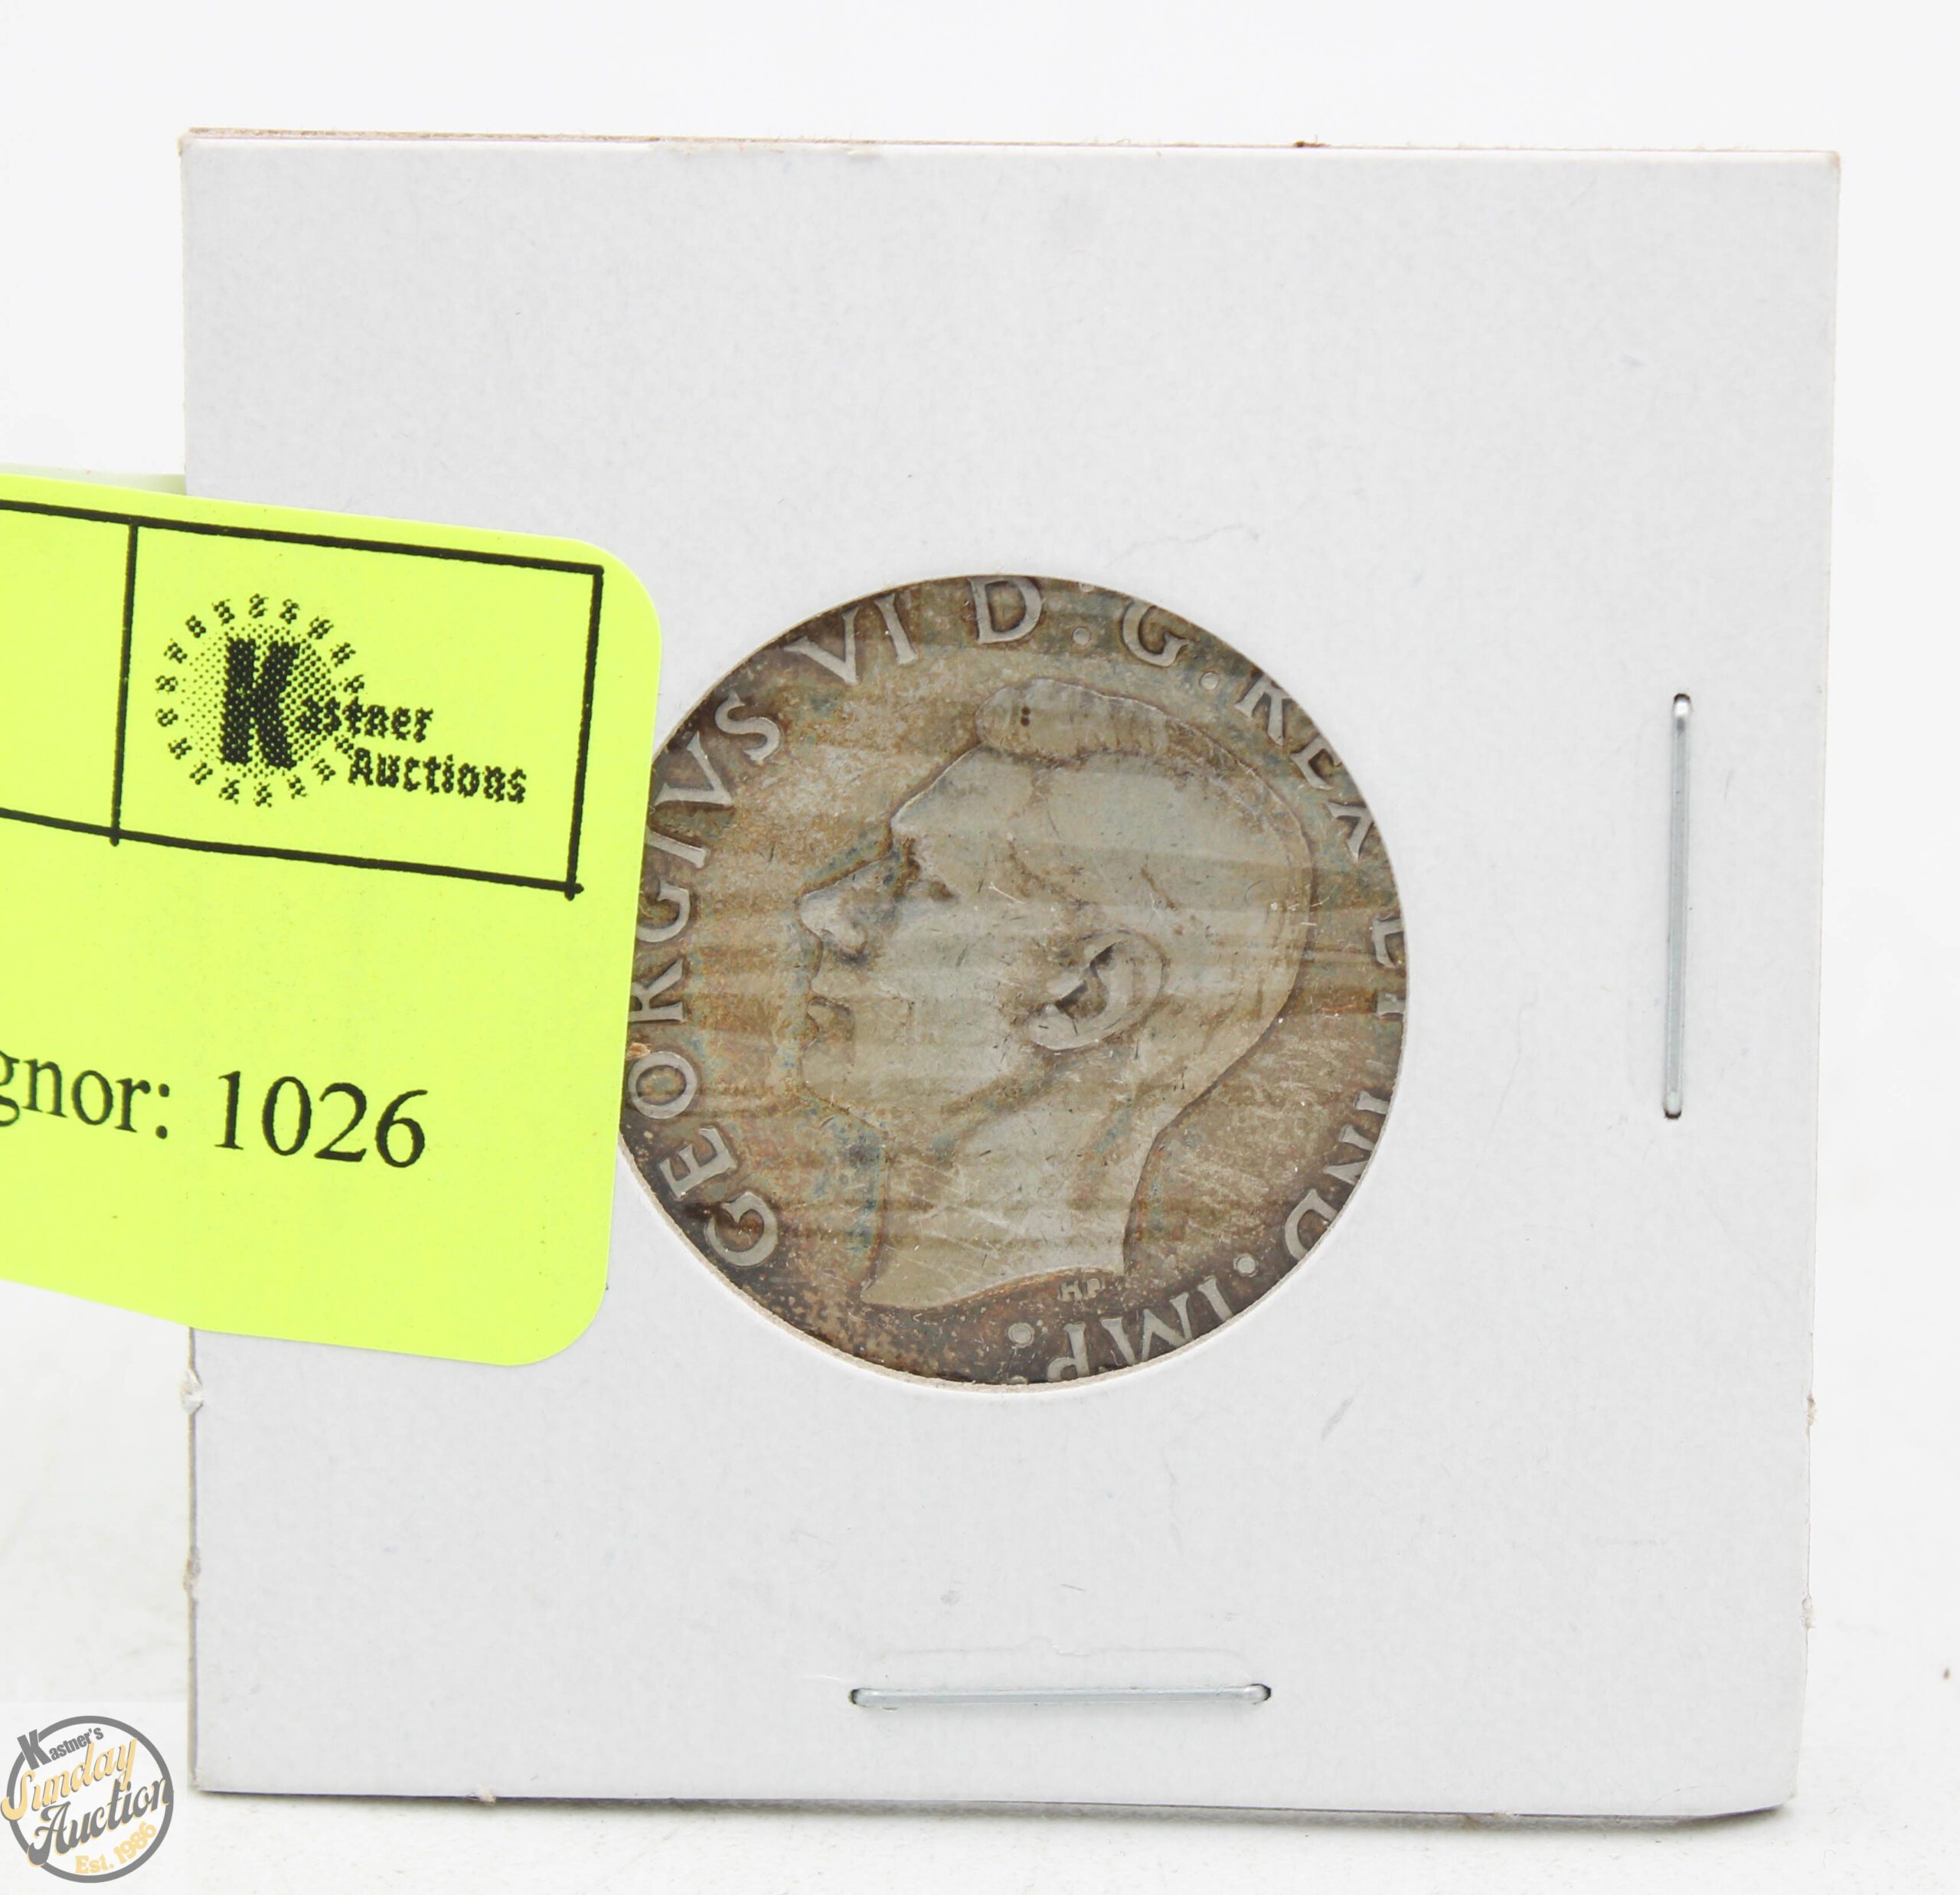 Kastner
Auctions
gnor: 1026
GEORGIVS VI D · G · REX ET IND · IMP ·
HP
Kastner's
Sunday
Auction
Est. 1986